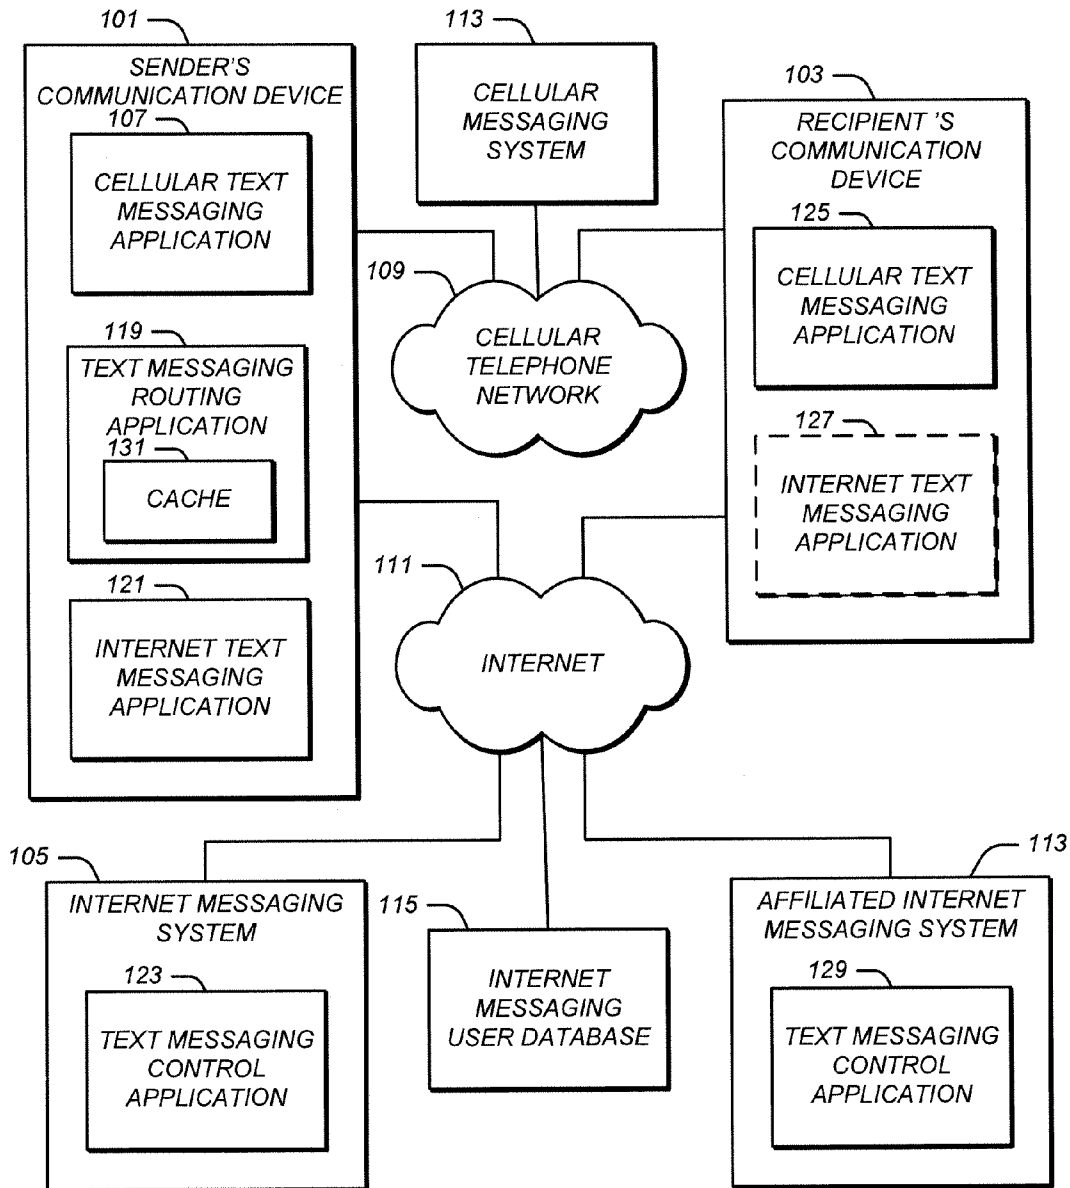 101
SENDER'S
COMMUNICATION DEVICE
107
CELLULAR TEXT
MESSAGING
APPLICATION
119
TEXT MESSAGING
ROUTING
APPLICATION
131
CACHE
121
INTERNET TEXT
MESSAGING
APPLICATION
113
CELLULAR
MESSAGING
SYSTEM
109
CELLULAR
TELEPHONE
NETWORK
103
RECIPIENT 'S
COMMUNICATION
DEVICE
125
CELLULAR TEXT
MESSAGING
APPLICATION
127
INTERNET TEXT
MESSAGING
APPLICATION
111
INTERNET
105
INTERNET MESSAGING
SYSTEM
123
TEXT MESSAGING
CONTROL
APPLICATION
115
INTERNET
MESSAGING
USER DATABASE
113
AFFILIATED INTERNET
MESSAGING SYSTEM
129
TEXT MESSAGING
CONTROL
APPLICATION